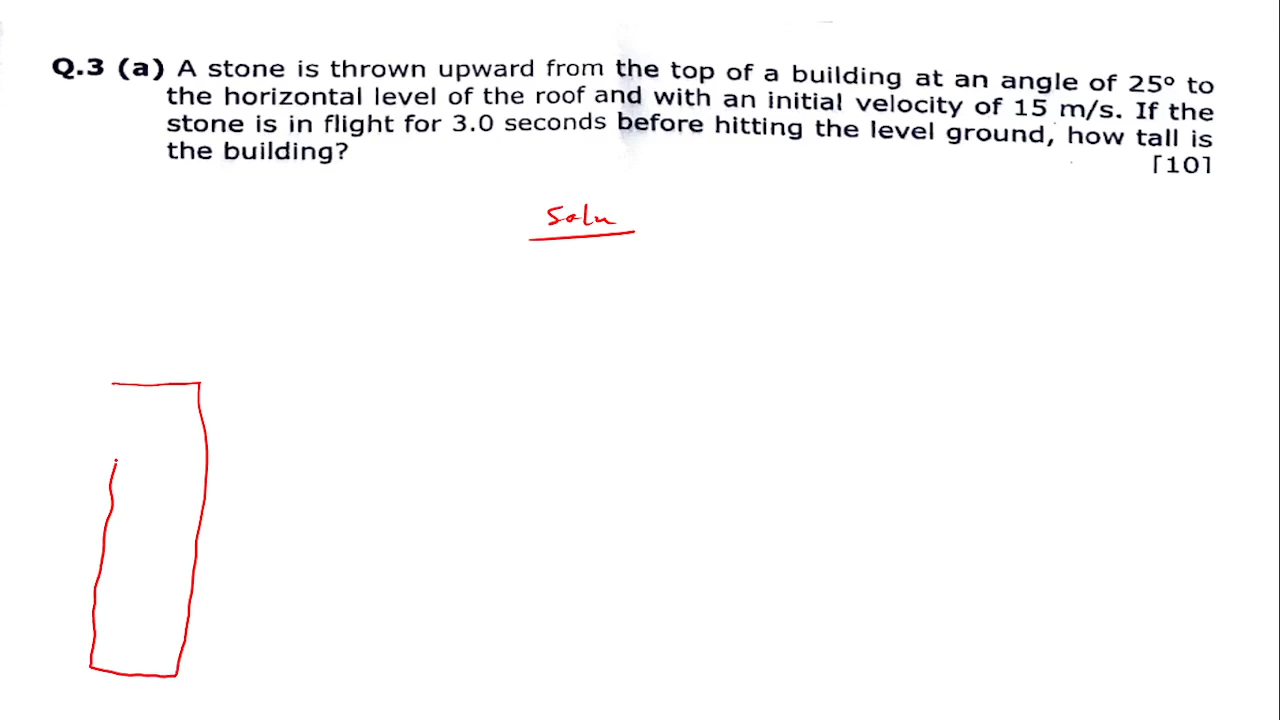 Q.3 (a) A stone is thrown upward from the top of a building at an angle of 25º to
the horizontal level of the roof and with an initial velocity of 15 m/s. If the
stone is in flight for 3.0 seconds before hitting the level ground, how tall is
the building?
[10]
Soln